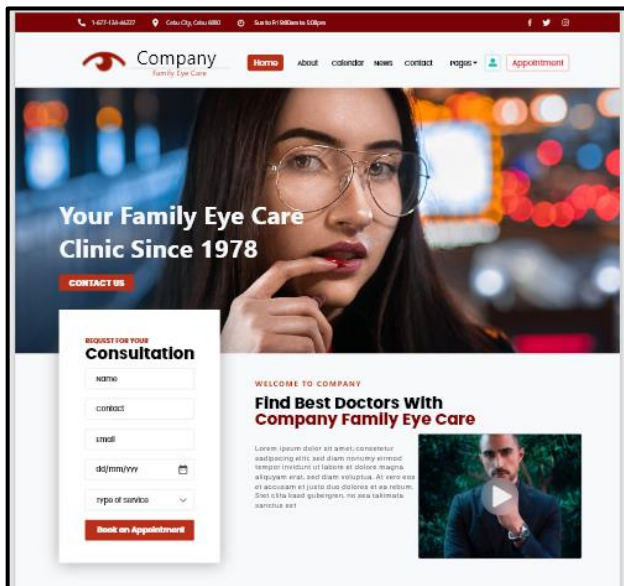 Cebu City, Cebu 6000
Sun to Fri 9:00am to 5:00pm
Company
Family Eye Care
Home About calendar News contact Pages Appointment
Your Family Eye Care
Clinic Since 1978
CONTACT US
REQUEST FOR YOUR
Consultation
Name
contact
Email
dd/mm/yyy
Type of service
Book an Appointment
WELCOME TO COMPANY
Find Best Doctors With
Company Family Eye Care
Lorem ipsum dolor sit amet, consetetur
sadipscing elitr, sed diam nonumy eirmod
tempor invidunt ut labore et dolore magna
aliquyam erat, sed diam voluptua. At vero eos
et accusam et justo duo dolores et ea rebum.
Stet clita kasd gubergren, no sea takimata
sanctus est